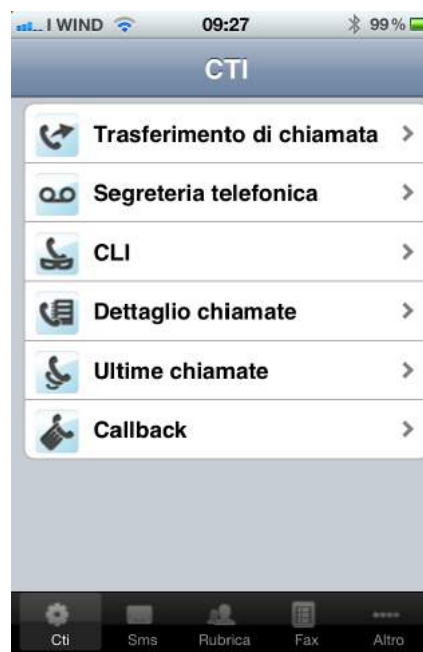 I WIND 09:27 99%
CTI
Trasferimento di chiamata
Segreteria telefonica
CLI
Dettaglio chiamate
Ultime chiamate
Callback
Cti Sms Rubrica Fax Altro